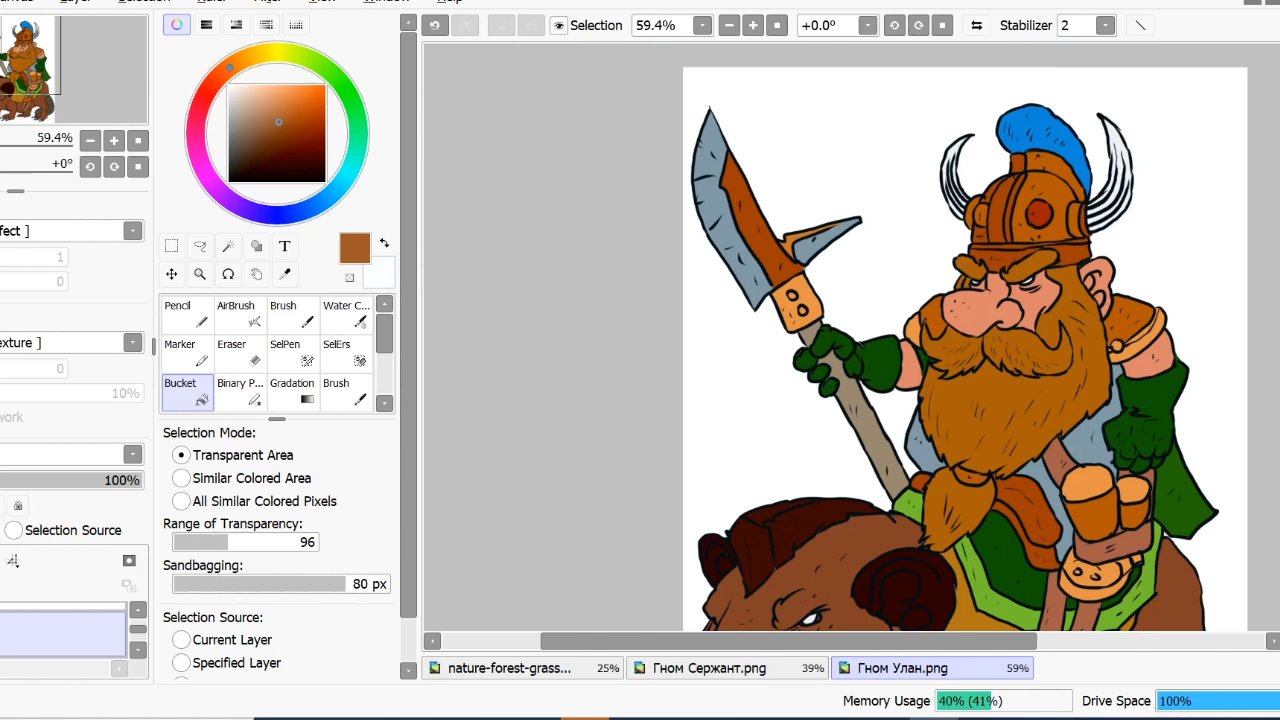 59.4%
+0°
fect ]
1
0
xture ]
0
10%
work
100%
Selection Source
T
Pencil AirBrush Brush Water C...
Marker Eraser SelPen SelErs
Bucket Binary P... Gradation Brush
Selection Mode:
Transparent Area
Similar Colored Area
All Similar Colored Pixels
Range of Transparency:
96
Sandbagging:
80 px
Selection Source:
Current Layer
Specified Layer
Selection 59.4% +0.0° Stabilizer 2
nature-forest-grass... 25% Гном Сержант.png 39% Гном Улан.png 59%
Memory Usage 40% (41%) Drive Space 100%